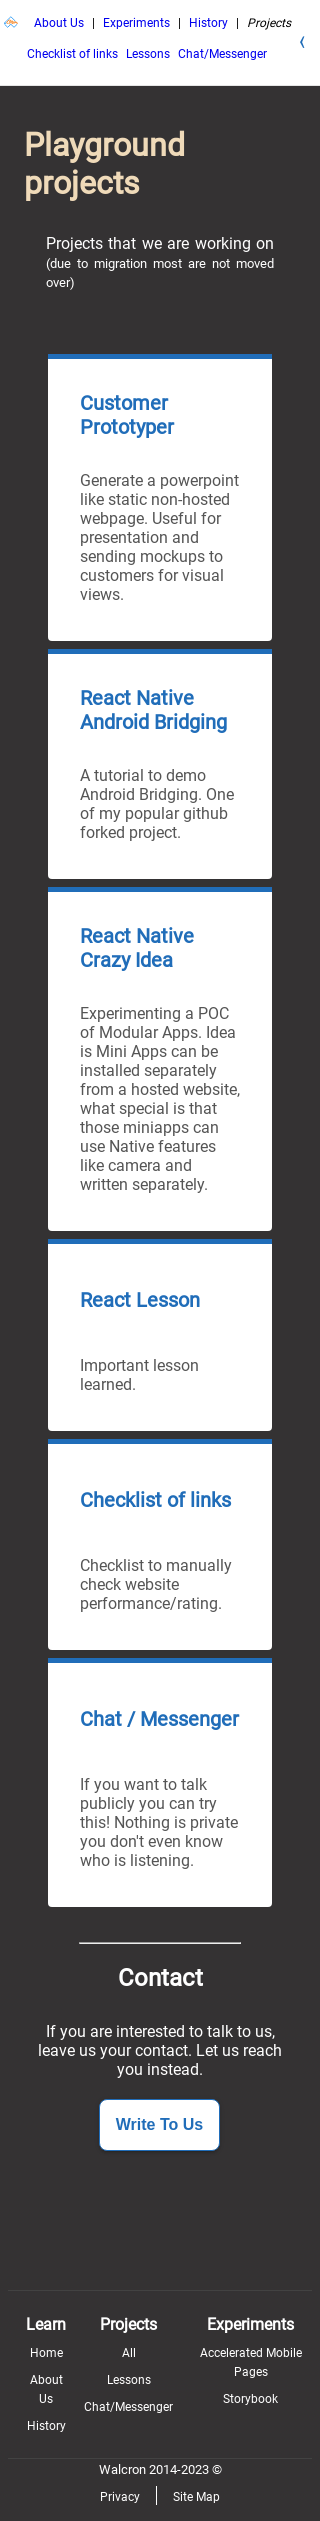 About Us | Experiments | History | Projects
Checklist of links Lessons Chat/Messenger
Playground
projects
Projects that we are working on
(due to migration most are not moved
over)
Customer
Prototyper
Generate a powerpoint
like static non-hosted
webpage. Useful for
presentation and
sending mockups to
customers for visual
views.
React Native
Android Bridging
A tutorial to demo
Android Bridging. One
of my popular github
forked project.
React Native
Crazy Idea
Experimenting a POC
of Modular Apps. Idea
is Mini Apps can be
installed separately
from a hosted website,
what special is that
those miniapps can
use Native features
like camera and
written separately.
React Lesson
Important lesson
learned.
Checklist of links
Checklist to manually
check website
performance/rating.
Chat / Messenger
If you want to talk
publicly you can try
this! Nothing is private
you don't even know
who is listening.
Contact
If you are interested to talk to us,
leave us your contact. Let us reach
you instead.
Write To Us
Learn
Home
About
Us
History
Projects
All
Lessons
Chat/Messenger
Experiments
Accelerated Mobile
Pages
Storybook
Walcron 2014-2023 ©
Privacy | Site Map